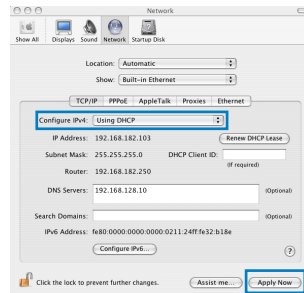 Network
Show All Displays Sound Network Startup Disk
Location: Automatic
Show: Built-in Ethernet
TCP/IP PPPoE AppleTalk Proxies Ethernet
Configure IPv4: Using DHCP
IP Address: 192.168.182.103 Renew DHCP Lease
Subnet Mask: 255.255.255.0 DHCP Client ID:
(If required)
Router: 192.168.182.250
DNS Servers: 192.168.128.10 (Optional)
Search Domains: (Optional)
IPv6 Address: fe80:0000:0000:0000:0211:24ff:fe32:b18e
Configure IPv6... ?
Click the lock to prevent further changes. Assist me... Apply Now